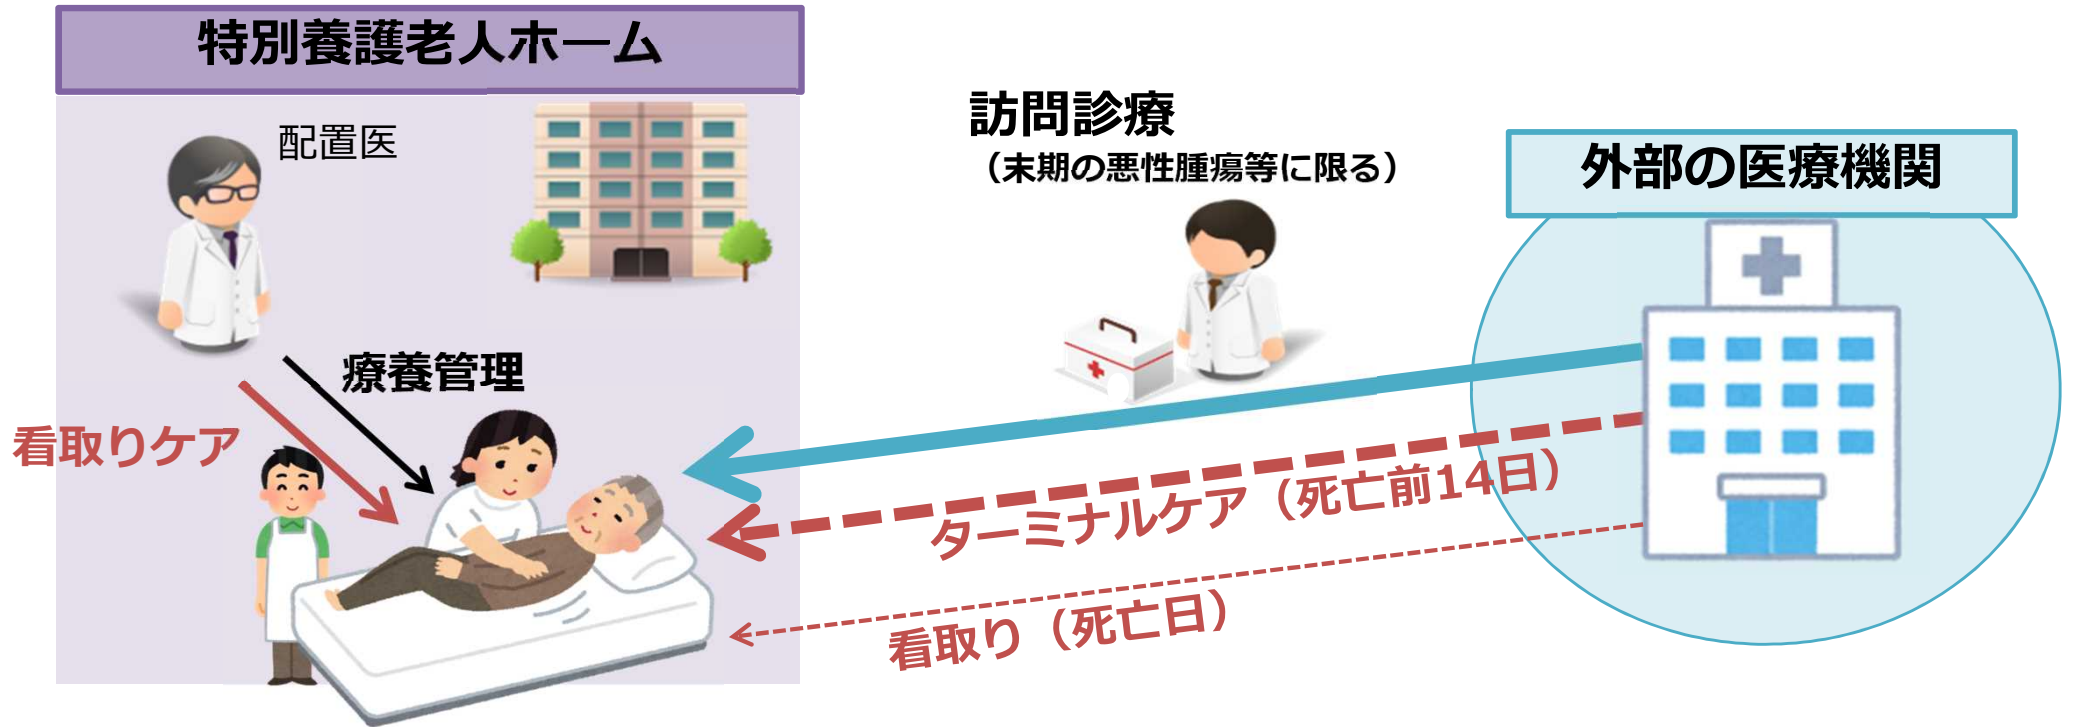 特別養護老人ホーム
配置医
訪問診療
（末期の悪性腫瘍等に限る）
外部の医療機関
療養管理
看取りケア
ターミナルケア（死亡前14日）
看取り（死亡日）